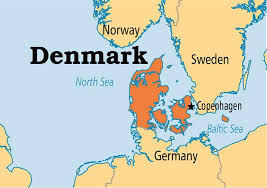 Norway
Denmark
Sweden
North Sea
Copenhagen
Baltic Sea
Germany